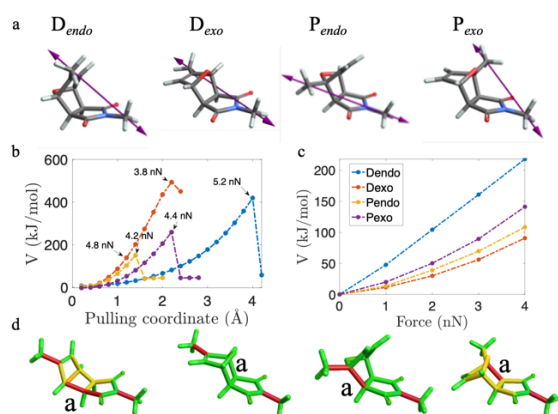 a
D_endo D_exo P_endo P_exo
b
c
600
400
200
0
V (kJ/mol)
3.8 nN
5.2 nN
4.4 nN
4.2 nN
4.8 nN
0 1 2 3 4
Pulling coordinate (Å)
200
150
100
50
0
V (kJ/mol)
Dendo
Dexo
Pendo
Pexo
0 1 2 3 4
Force (nN)
d
a a a a